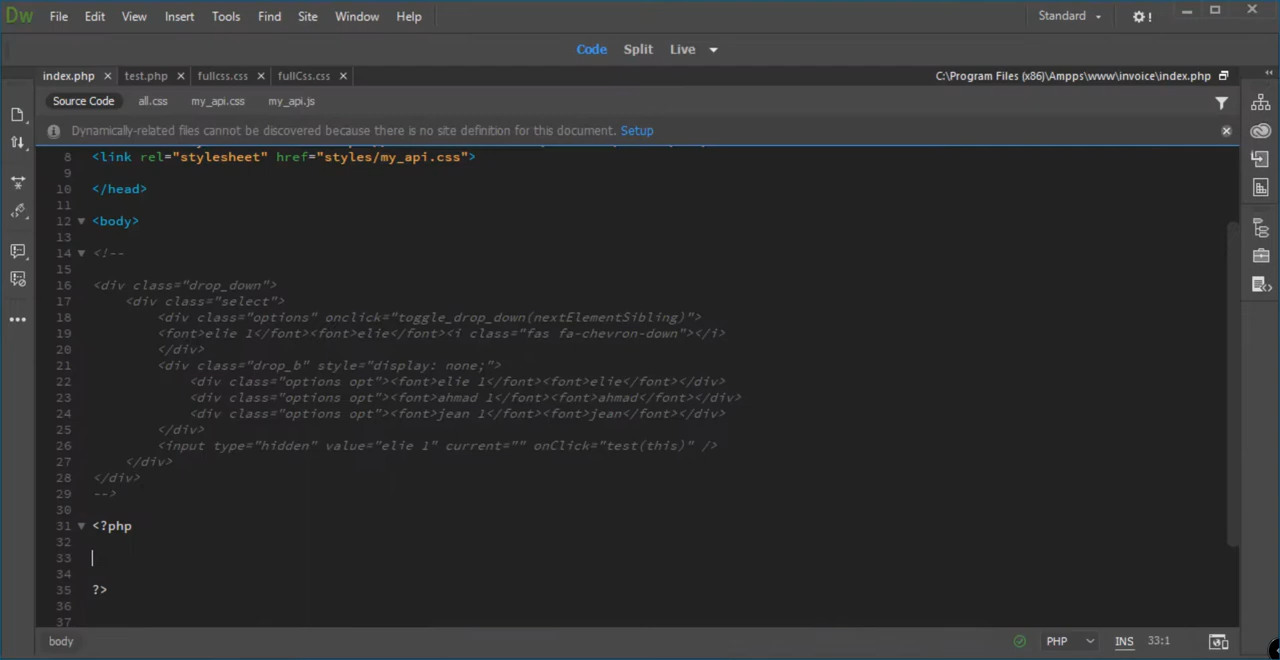 Dw File Edit View Insert Tools Find Site Window Help Standard
Code Split Live
index.php × test.php × fullcss.css × fullCss.css × C:\Program Files (x86)\Ampps\www\invoice\index.php
Source Code all.css my_api.css my_api.js
Dynamically-related files cannot be discovered because there is no site definition for this document. Setup
8 <link rel="stylesheet" href="styles/my_api.css">
9
10 </head>
11
12 <body>
13
14 <!--
15
16 <div class="drop_down">
17 <div class="select">
18 <div class="options" onclick="toggle_drop_down(nextElementSibling)">
19 <font>elie 1</font><font>elie</font><i class="fas fa-chevron-down"></i>
20 </div>
21 <div class="drop_b" style="display: none;">
22 <div class="options opt"><font>elie 1</font><font>elie</font></div>
23 <div class="options opt"><font>ahmad 1</font><font>ahmad</font></div>
24 <div class="options opt"><font>jean 1</font><font>jean</font></div>
25 </div>
26 <input type="hidden" value="elie 1" current="" onClick="test(this)" />
27 </div>
28 </div>
29 -->
30
31 <?php
32
33
34
35 ?>
36
37
body PHP INS 33:1